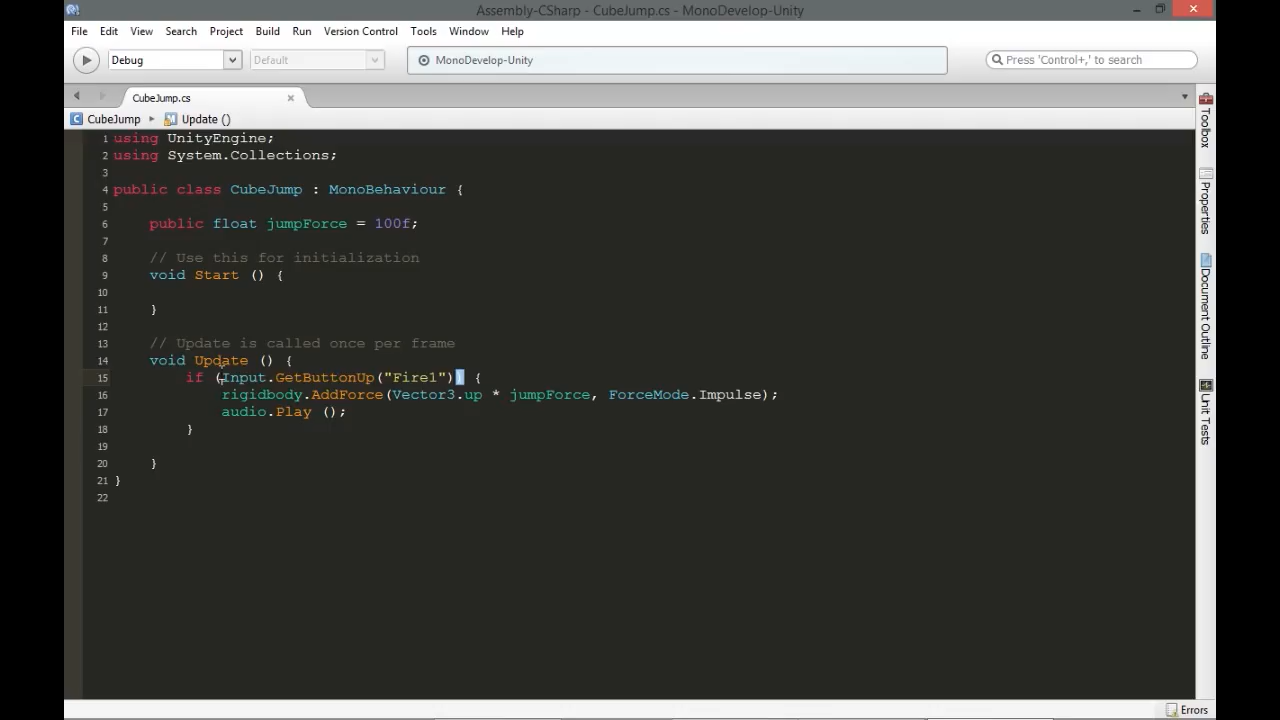 Assembly-CSharp - CubeJump.cs - MonoDevelop-Unity
File Edit View Search Project Build Run Version Control Tools Window Help
Debug Default MonoDevelop-Unity Press 'Control+,' to search
CubeJump.cs
CubeJump Update ()
1 using UnityEngine;
2 using System.Collections;
3
4 public class CubeJump : MonoBehaviour {
5
6 public float jumpForce = 100f;
7
8 // Use this for initialization
9 void Start () {
10
11 }
12
13 // Update is called once per frame
14 void Update () {
15 if (Input.GetButtonUp("Fire1")) {
16 rigidbody.AddForce(Vector3.up * jumpForce, ForceMode.Impulse);
17 audio.Play ();
18 }
19
20 }
21 }
22
Toolbox
Properties
Document Outline
Unit Tests
Errors